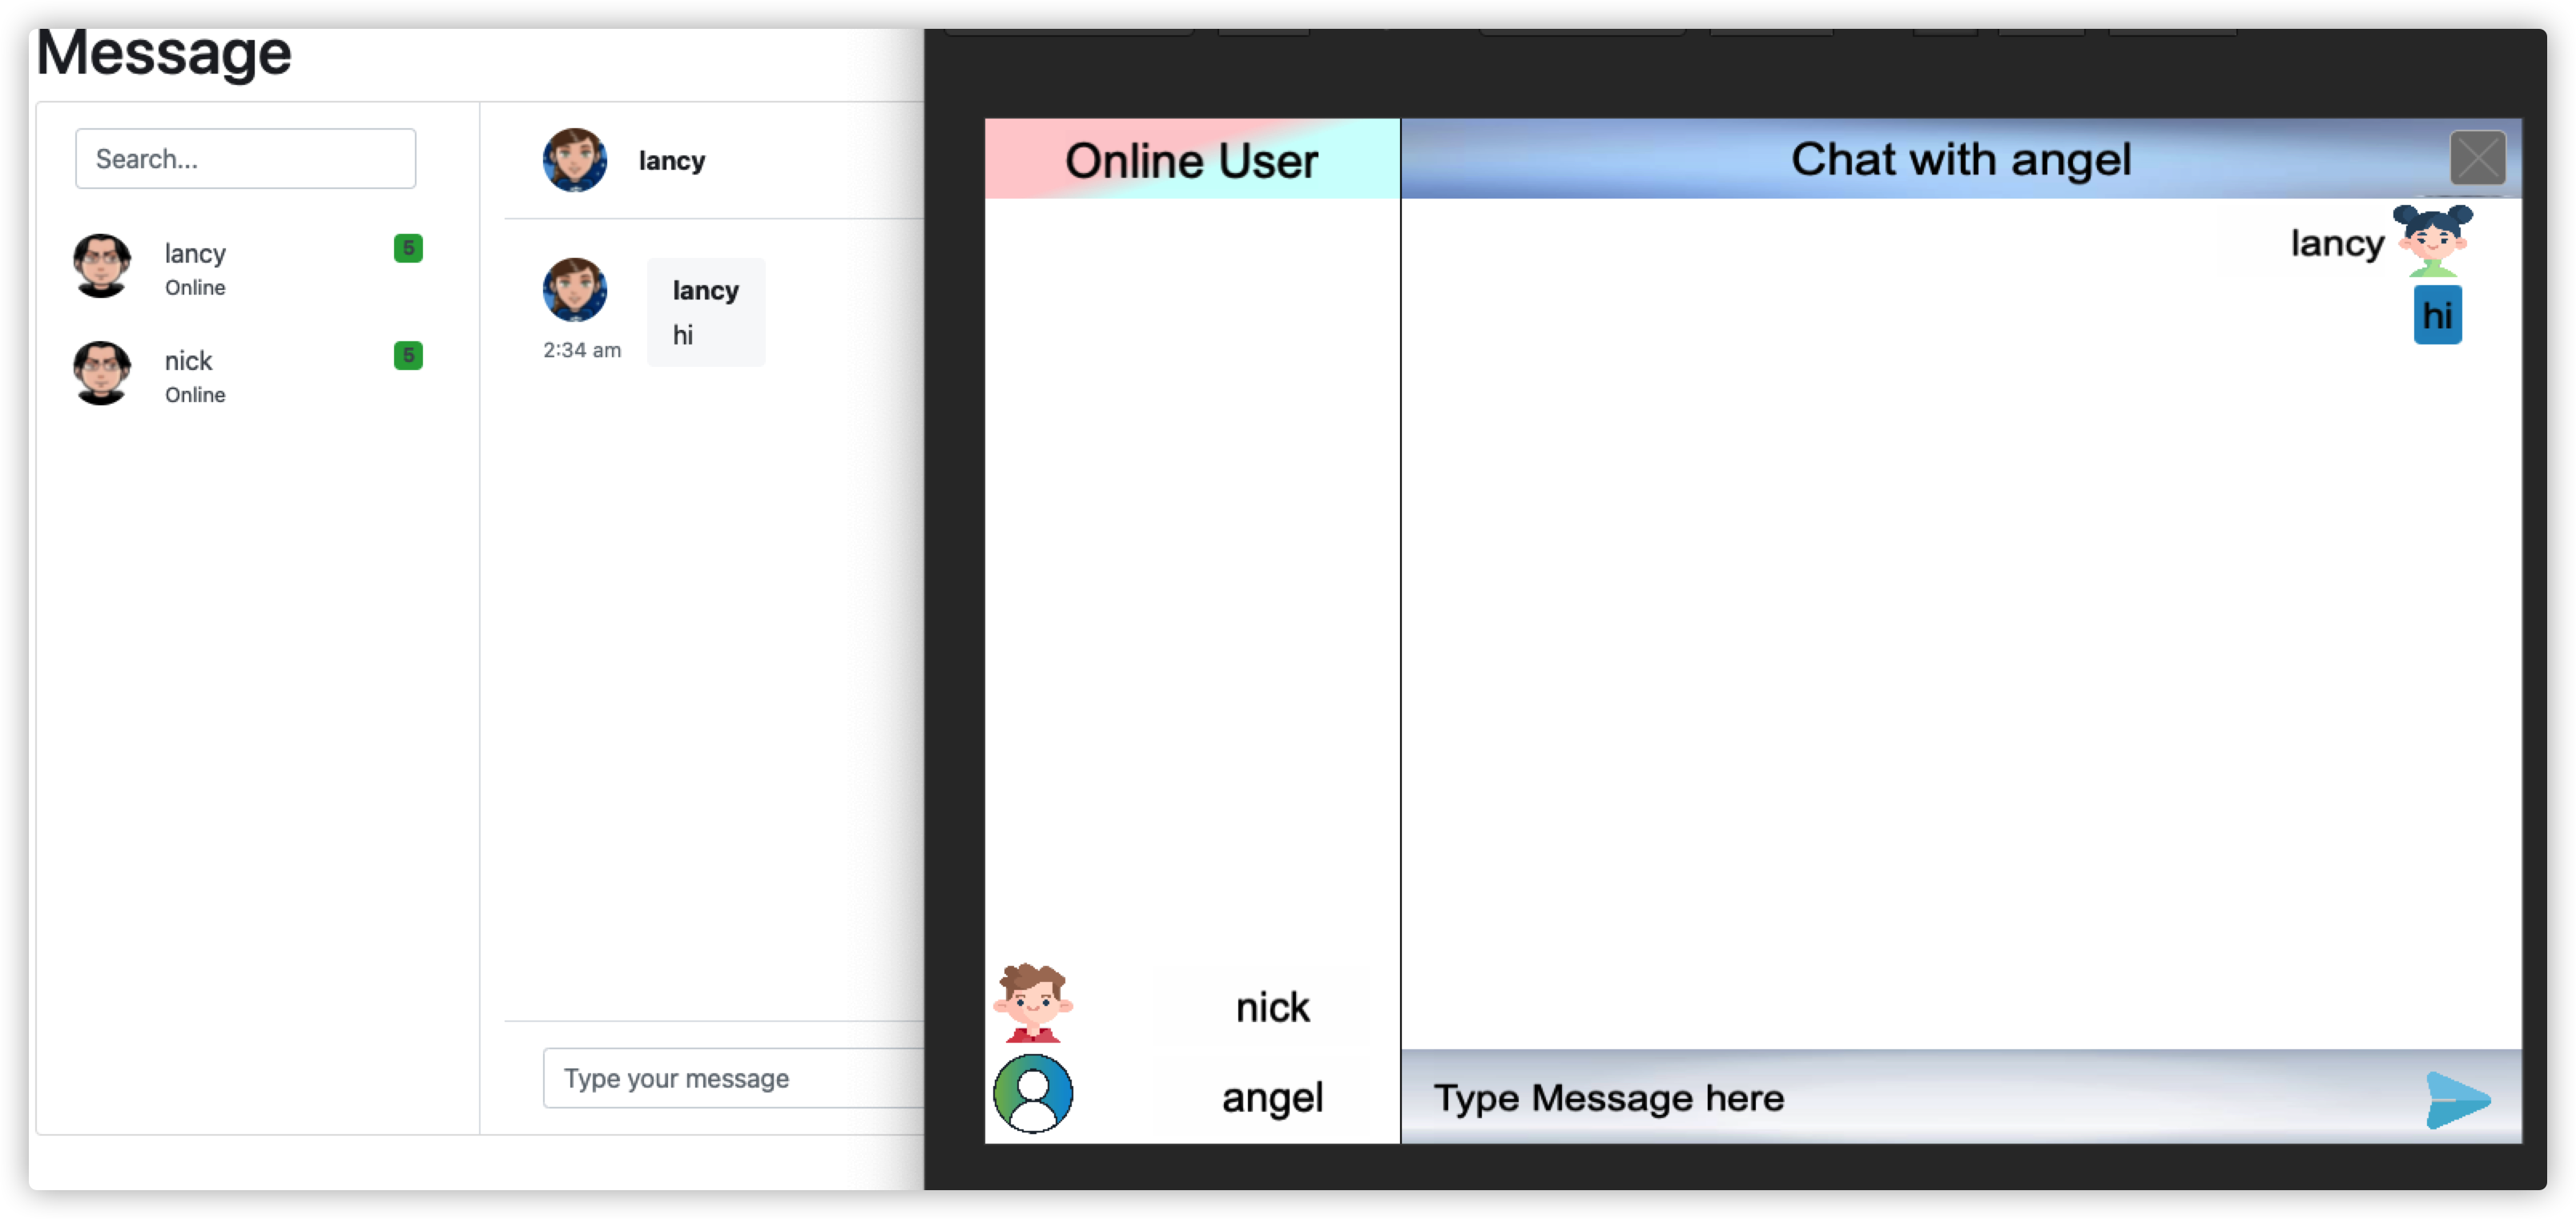 Message
Search...
lancy
5
Online
nick
5
Online
lancy
lancy
hi
2:34 am
Type your message
Online User
Chat with angel
lancy
hi
nick
angel
Type Message here